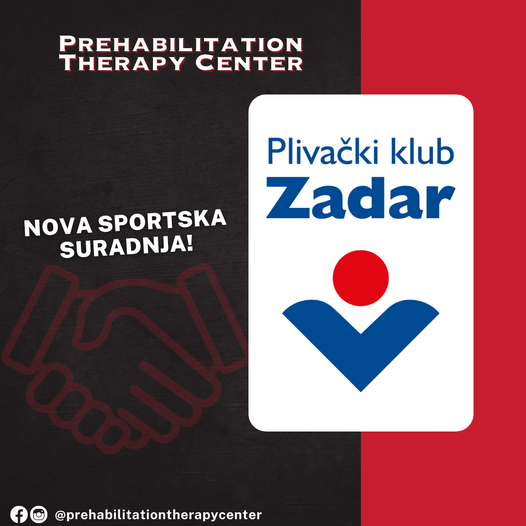 Prehabilitation
Therapy Center
Plivački klub
Zadar
NOVA SPORTSKA
SURADNJA!
@prehabilitationtherapycenter